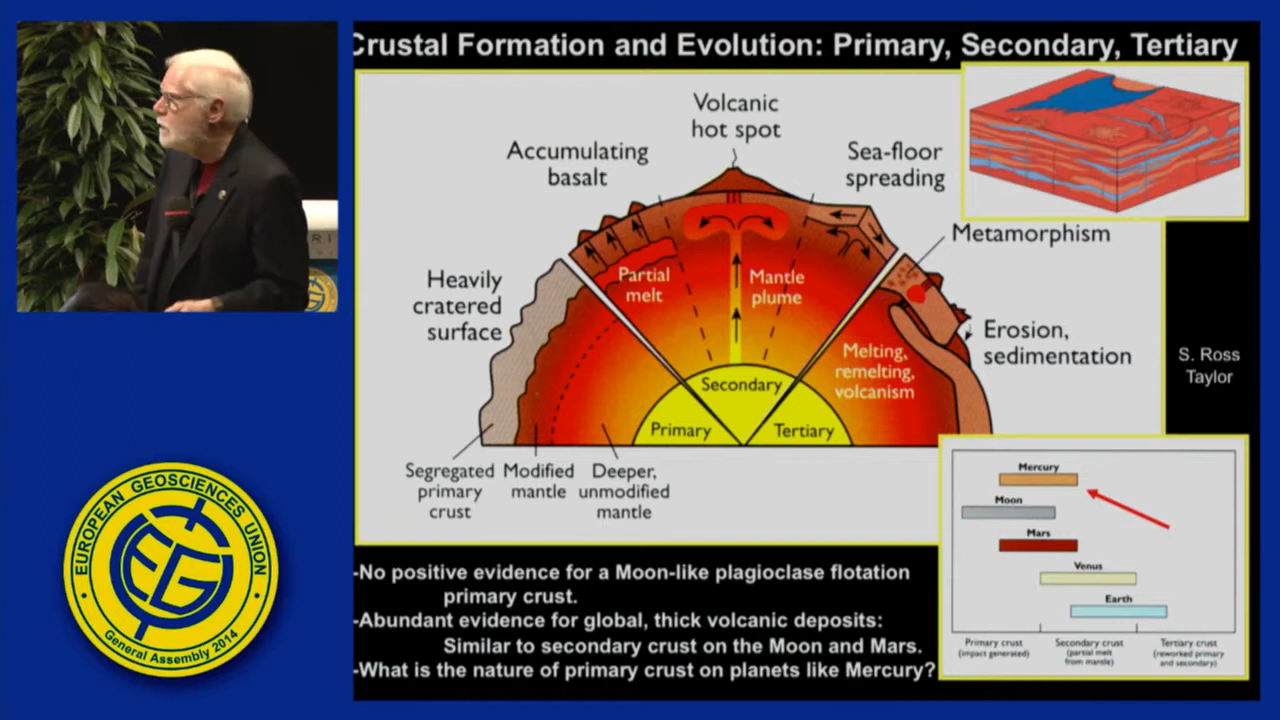 Crustal Formation and Evolution: Primary, Secondary, Tertiary
Volcanic
hot spot
Accumulating
basalt
Sea-floor
spreading
Metamorphism
Heavily
cratered
surface
Partial
melt
Mantle
plume
Erosion,
sedimentation
Melting,
remelting,
volcanism
Secondary
Primary
Tertiary
Segregated
primary
crust
Modified
mantle
Deeper,
unmodified
mantle
S. Ross
Taylor
Mercury
Moon
Mars
Venus
Earth
Primary crust
(impact generated)
Secondary crust
(partial melt
from mantle)
Tertiary crust
(reworked primary
and secondary)
-No positive evidence for a Moon-like plagioclase flotation
primary crust.
-Abundant evidence for global, thick volcanic deposits:
Similar to secondary crust on the Moon and Mars.
-What is the nature of primary crust on planets like Mercury?
EUROPEAN GEOSCIENCES UNION
EGU
General Assembly 2014